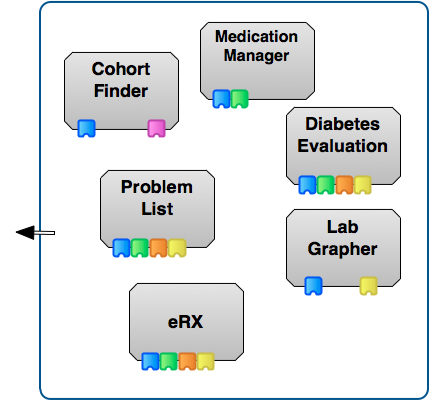 Medication
Manager
Cohort
Finder
Diabetes
Evaluation
Problem
List
Lab
Grapher
eRX